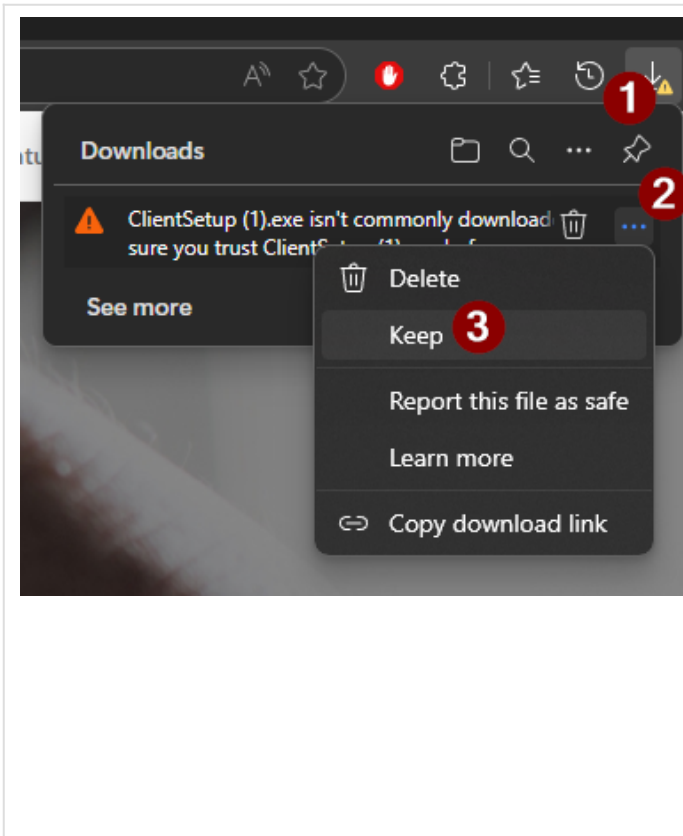 1
Downloads
2
ClientSetup (1).exe isn't commonly download
sure you trust
Delete
See more
Keep 3
Report this file as safe
Learn more
Copy download link